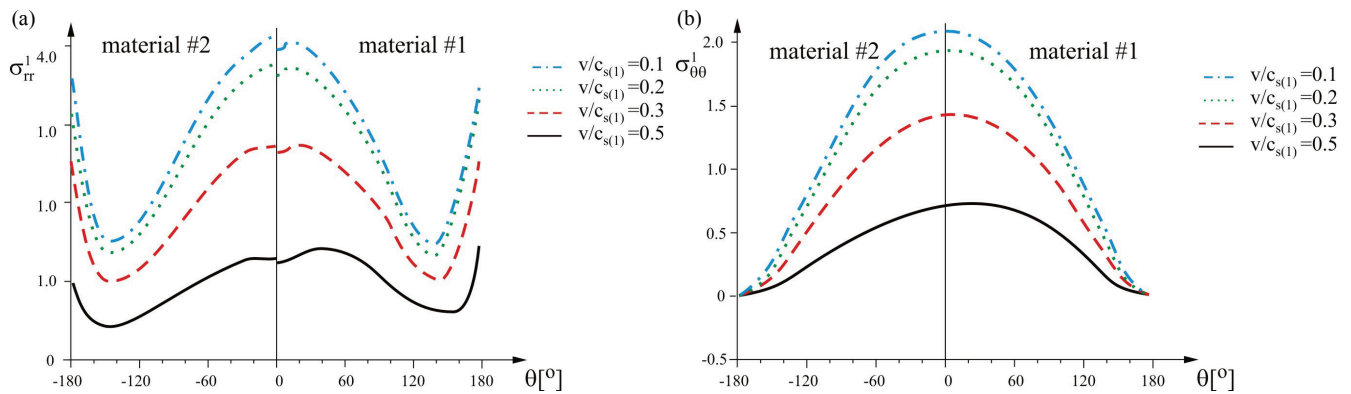 (a)
material #2
material #1
σ¹rr
4.0
1.0
1.0
1.0
0
-180
-120
-60
0
60
120
180
θ[º]
v/cs(1)=0.1
v/cs(1)=0.2
v/cs(1)=0.3
v/cs(1)=0.5
(b)
material #2
material #1
σ¹θθ
2.0
1.5
1.0
0.5
0
-0.5
-180
-120
-60
0
60
120
180
θ[º]
v/cs(1)=0.1
v/cs(1)=0.2
v/cs(1)=0.3
v/cs(1)=0.5